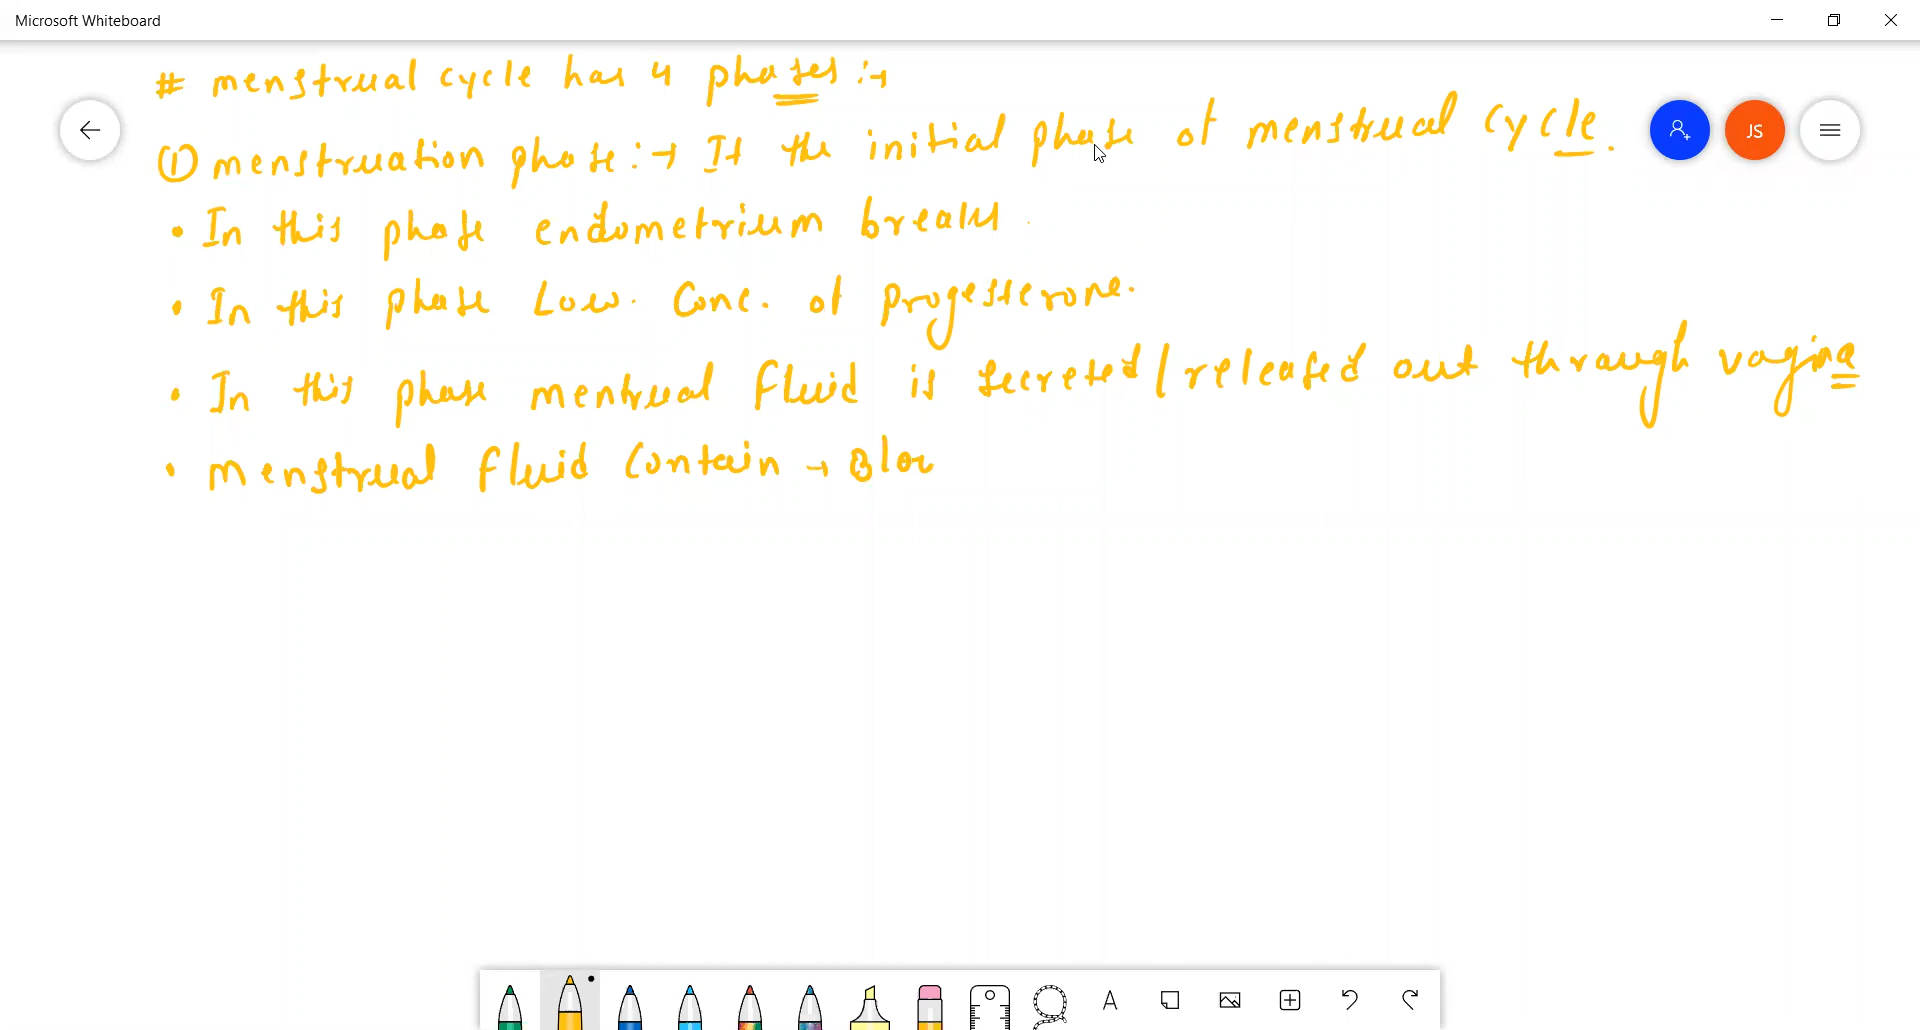 Microsoft Whiteboard
# menstrual cycle has 4 phases :→
JS
① menstruation phase :→ It the initial phase of menstrual cycle.
• In this phase endometrium breaks.
• In this phase Low. Conc. of progesterone.
• In this phase mentrual fluid is secreted / released out through vagina
• menstrual fluid contain → Bloo
A